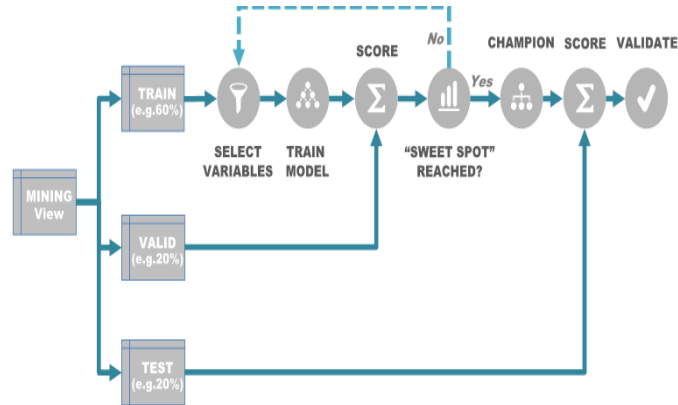 No
SCORE
CHAMPION
SCORE
VALIDATE
TRAIN
(e.g.60%)
Yes
SELECT
VARIABLES
TRAIN
MODEL
“SWEET SPOT”
REACHED?
MINING
View
VALID
(e.g.20%)
TEST
(e.g.20%)